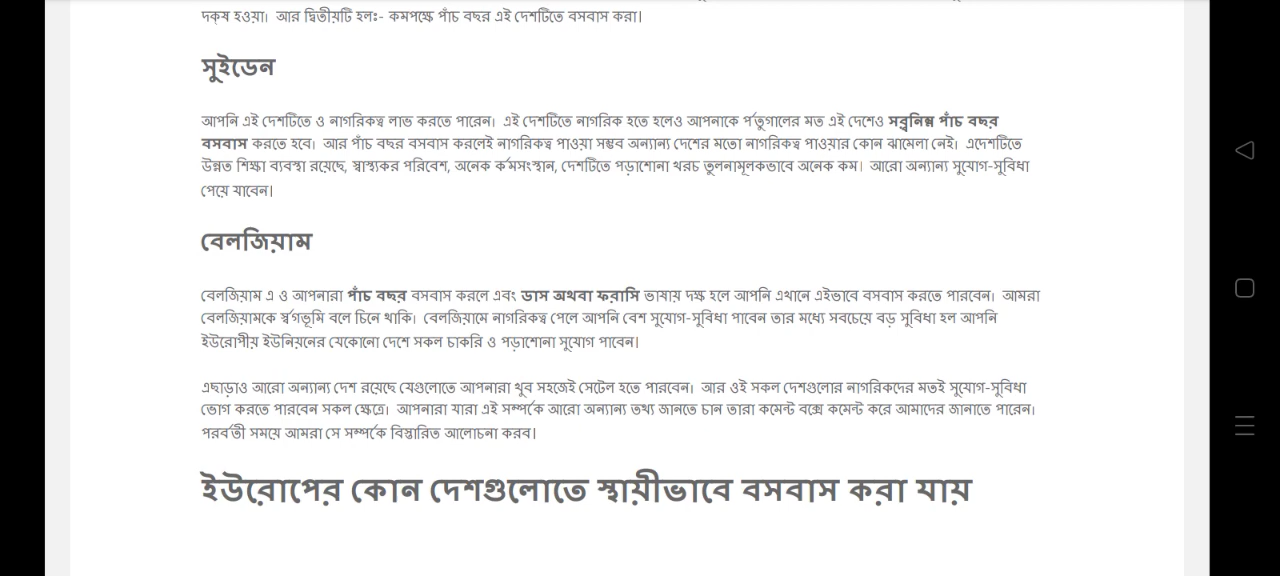 দক্ষ হওয়া। আর দ্বিতীয়টি হলঃ- কমপক্ষে পাঁচ বছর এই দেশটিতে বসবাস করা।
সুইডেন
আপনি এই দেশটিতে ও নাগরিকত্ব লাভ করতে পারেন। এই দেশটিতে নাগরিক হতে হলেও আপনাকে পর্তুগালের মত এই দেশেও সর্বনিম্ন পাঁচ বছর
বসবাস করতে হবে। আর পাঁচ বছর বসবাস করলেই নাগরিকত্ব পাওয়া সম্ভব অন্যান্য দেশের মতো নাগরিকত্ব পাওয়ার কোন ঝামেলা নেই। এদেশটিতে
উন্নত শিক্ষা ব্যবস্থা রয়েছে, স্বাস্থ্যকর পরিবেশ, অনেক কর্মসংস্থান, দেশটিতে পড়াশোনা খরচ তুলনামূলকভাবে অনেক কম। আরো অন্যান্য সুযোগ-সুবিধা
পেয়ে যাবেন।
বেলজিয়াম
বেলজিয়াম এ ও আপনারা পাঁচ বছর বসবাস করলে এবং ডাস অথবা ফরাসি ভাষায় দক্ষ হলে আপনি এখানে এইভাবে বসবাস করতে পারবেন। আমরা
বেলজিয়ামকে স্বর্গভূমি বলে চিনে থাকি। বেলজিয়ামে নাগরিকত্ব পেলে আপনি বেশ সুযোগ-সুবিধা পাবেন তার মধ্যে সবচেয়ে বড় সুবিধা হল আপনি
ইউরোপীয় ইউনিয়নের যেকোনো দেশে সকল চাকরি ও পড়াশোনা সুযোগ পাবেন।
এছাড়াও আরো অন্যান্য দেশ রয়েছে যেগুলোতে আপনারা খুব সহজেই সেটেল হতে পারবেন। আর ওই সকল দেশগুলোর নাগরিকদের মতই সুযোগ-সুবিধা
ভোগ করতে পারবেন সকল ক্ষেত্রে। আপনারা যারা এই সম্পর্কে আরো অন্যান্য তথ্য জানতে চান তারা কমেন্ট বক্সে কমেন্ট করে আমাদের জানাতে পারেন।
পরবর্তী সময়ে আমরা সে সম্পর্কে বিস্তারিত আলোচনা করব।
ইউরোপের কোন দেশগুলোতে স্থায়ীভাবে বসবাস করা যায়